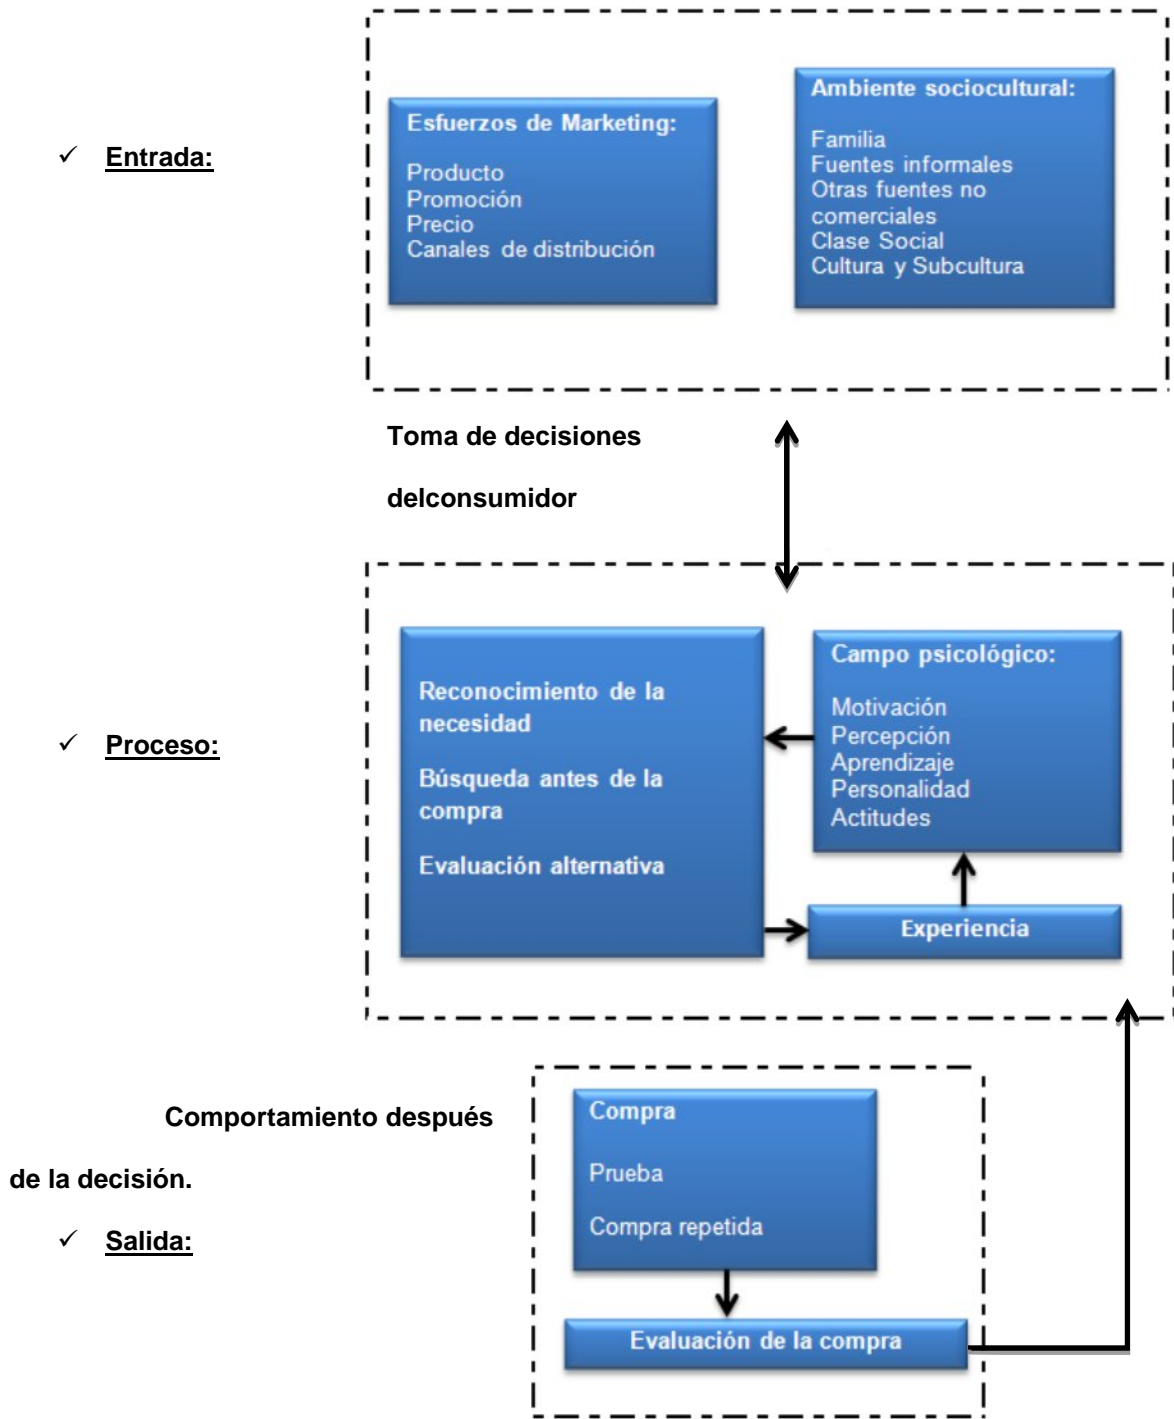 ✓ Entrada:
Esfuerzos de Marketing:
Producto
Promoción
Precio
Canales de distribución
Ambiente sociocultural:
Familia
Fuentes informales
Otras fuentes no
comerciales
Clase Social
Cultura y Subcultura
Toma de decisiones
delconsumidor
✓ Proceso:
Reconocimiento de la
necesidad
Búsqueda antes de la
compra
Evaluación alternativa
Campo psicológico:
Motivación
Percepción
Aprendizaje
Personalidad
Actitudes
Experiencia
Comportamiento después
de la decisión.
✓ Salida:
Compra
Prueba
Compra repetida
Evaluación de la compra